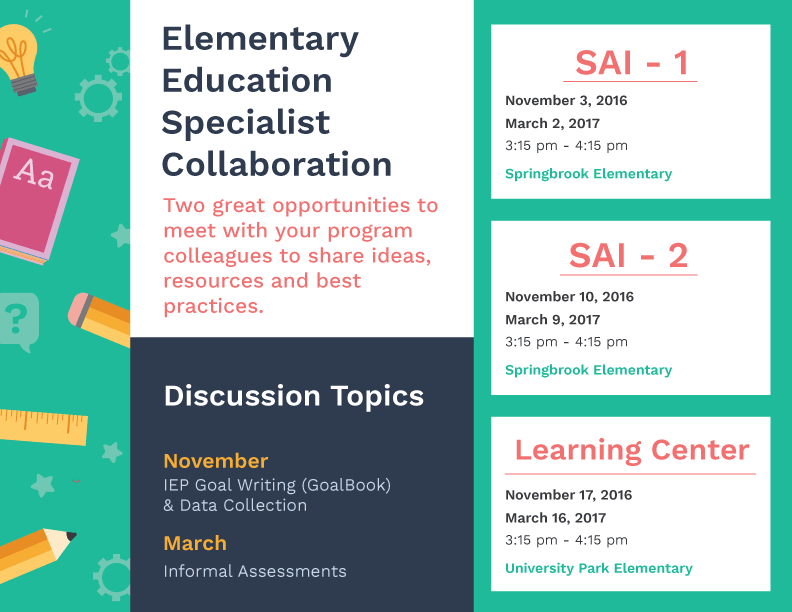 Elementary
Education
Specialist
Collaboration
Two great opportunities to
meet with your program
colleagues to share ideas,
resources and best
practices.
Discussion Topics
November
IEP Goal Writing (GoalBook)
& Data Collection
March
Informal Assessments
SAI - 1
November 3, 2016
March 2, 2017
3:15 pm - 4:15 pm
Springbrook Elementary
SAI - 2
November 10, 2016
March 9, 2017
3:15 pm - 4:15 pm
Springbrook Elementary
Learning Center
November 17, 2016
March 16, 2017
3:15 pm - 4:15 pm
University Park Elementary
Aa
?